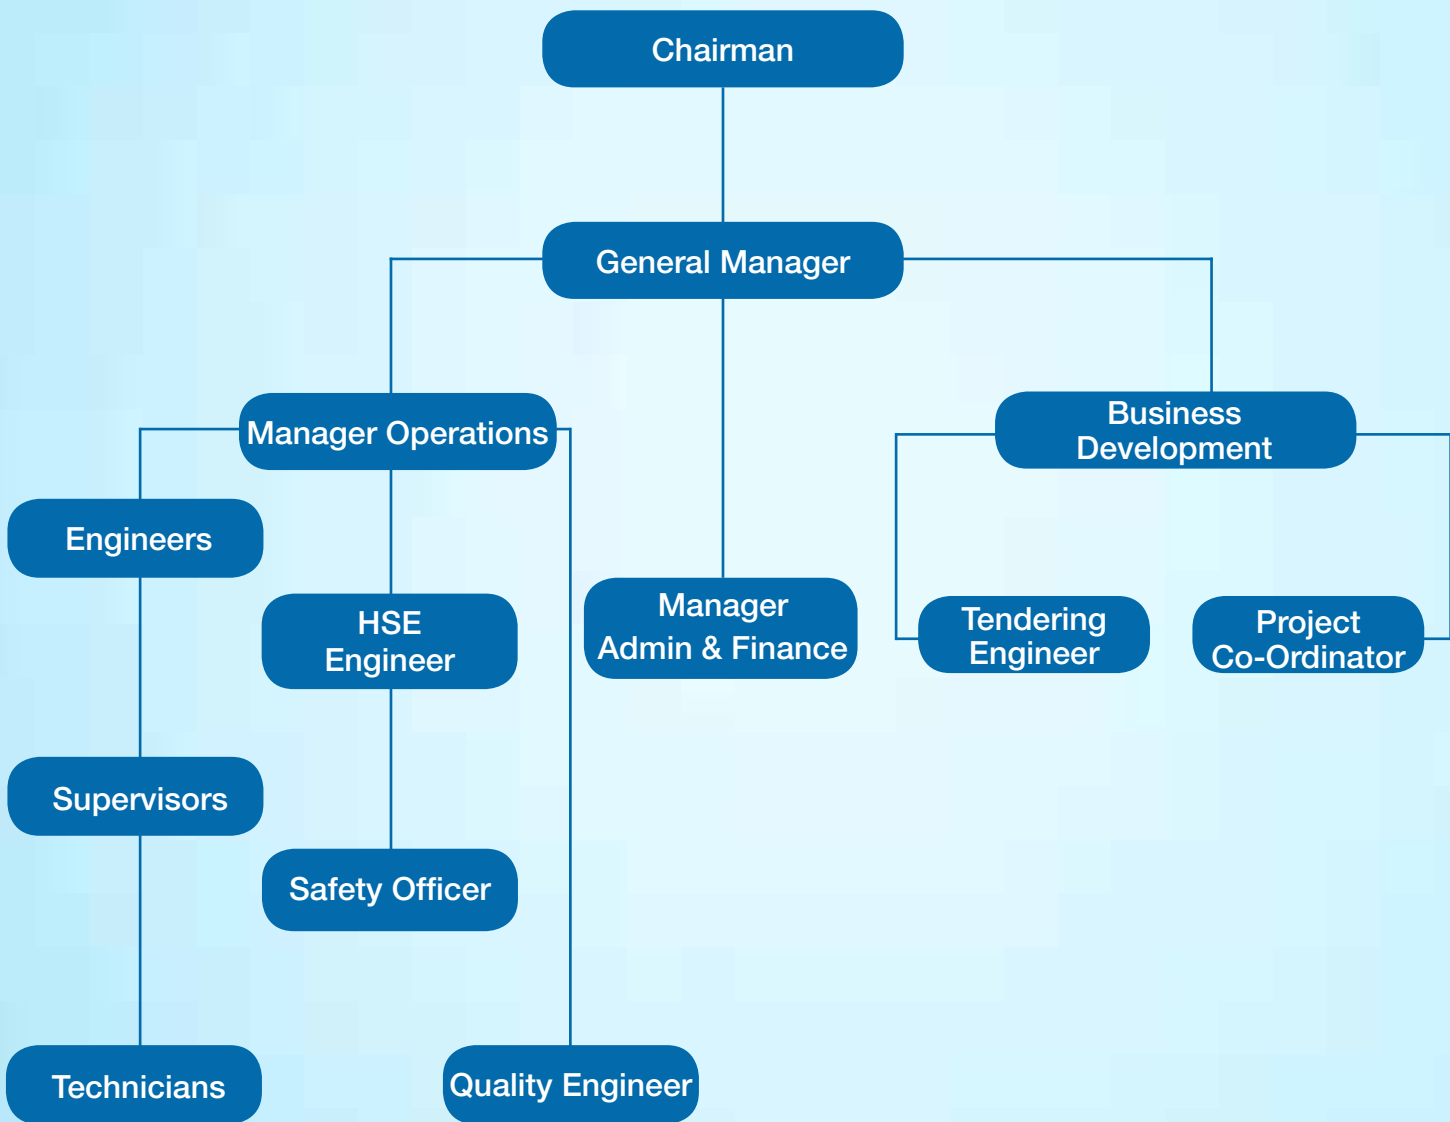 Chairman
General Manager
Manager Operations
Business
Development
Engineers
HSE
Engineer
Manager
Admin & Finance
Tendering
Engineer
Project
Co-Ordinator
Supervisors
Safety Officer
Technicians
Quality Engineer